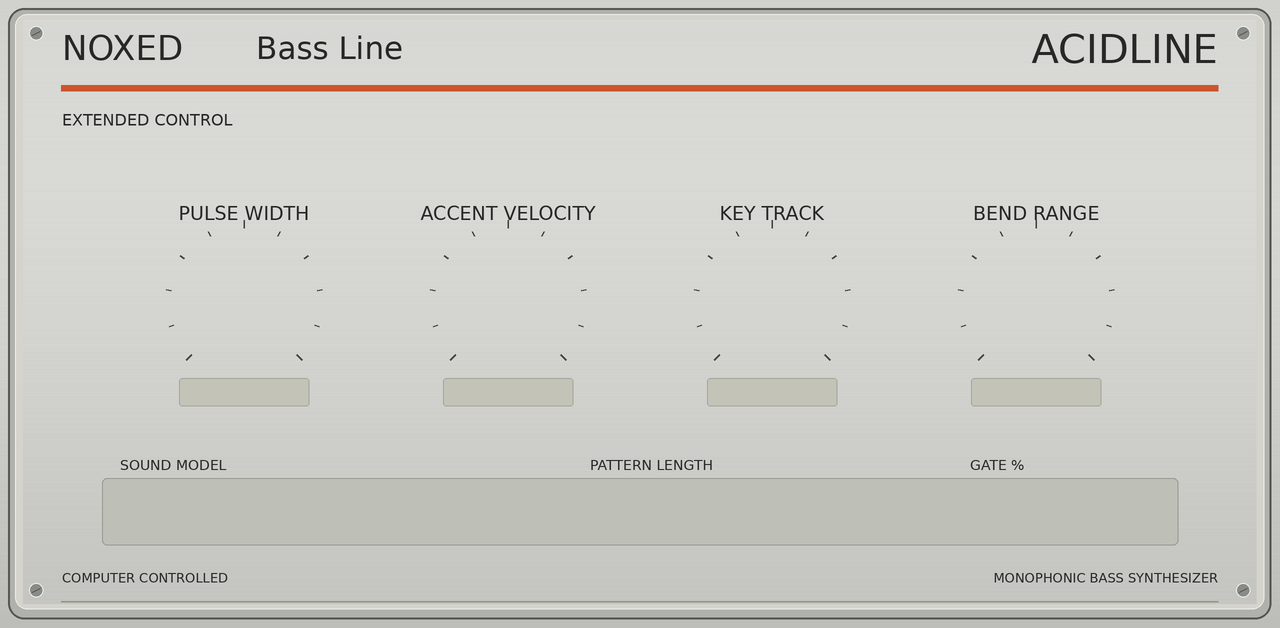 NOXED Bass Line ACIDLINE
EXTENDED CONTROL
PULSE WIDTH ACCENT VELOCITY KEY TRACK BEND RANGE
SOUND MODEL PATTERN LENGTH GATE %
COMPUTER CONTROLLED MONOPHONIC BASS SYNTHESIZER